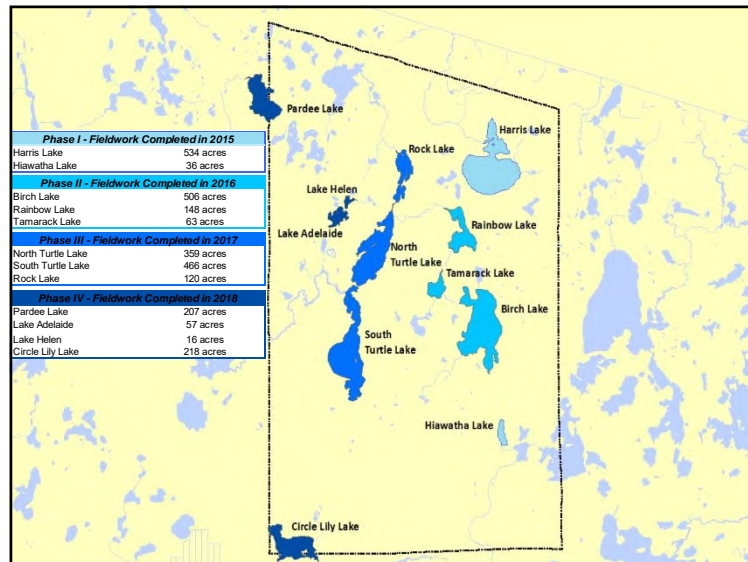 Phase I - Fieldwork Completed in 2015
Harris Lake 534 acres
Hiawatha Lake 36 acres
Phase II - Fieldwork Completed in 2016
Birch Lake 506 acres
Rainbow Lake 148 acres
Tamarack Lake 63 acres
Phase III - Fieldwork Completed in 2017
North Turtle Lake 359 acres
South Turtle Lake 466 acres
Rock Lake 120 acres
Phase IV - Fieldwork Completed in 2018
Pardee Lake 207 acres
Lake Adelaide 57 acres
Lake Helen 16 acres
Circle Lily Lake 218 acres
Pardee Lake
Harris Lake
Rock Lake
Lake Helen
Lake Adelaide
Rainbow Lake
North
Turtle Lake
Tamarack Lake
Birch Lake
South
Turtle Lake
Hiawatha Lake
Circle Lily Lake